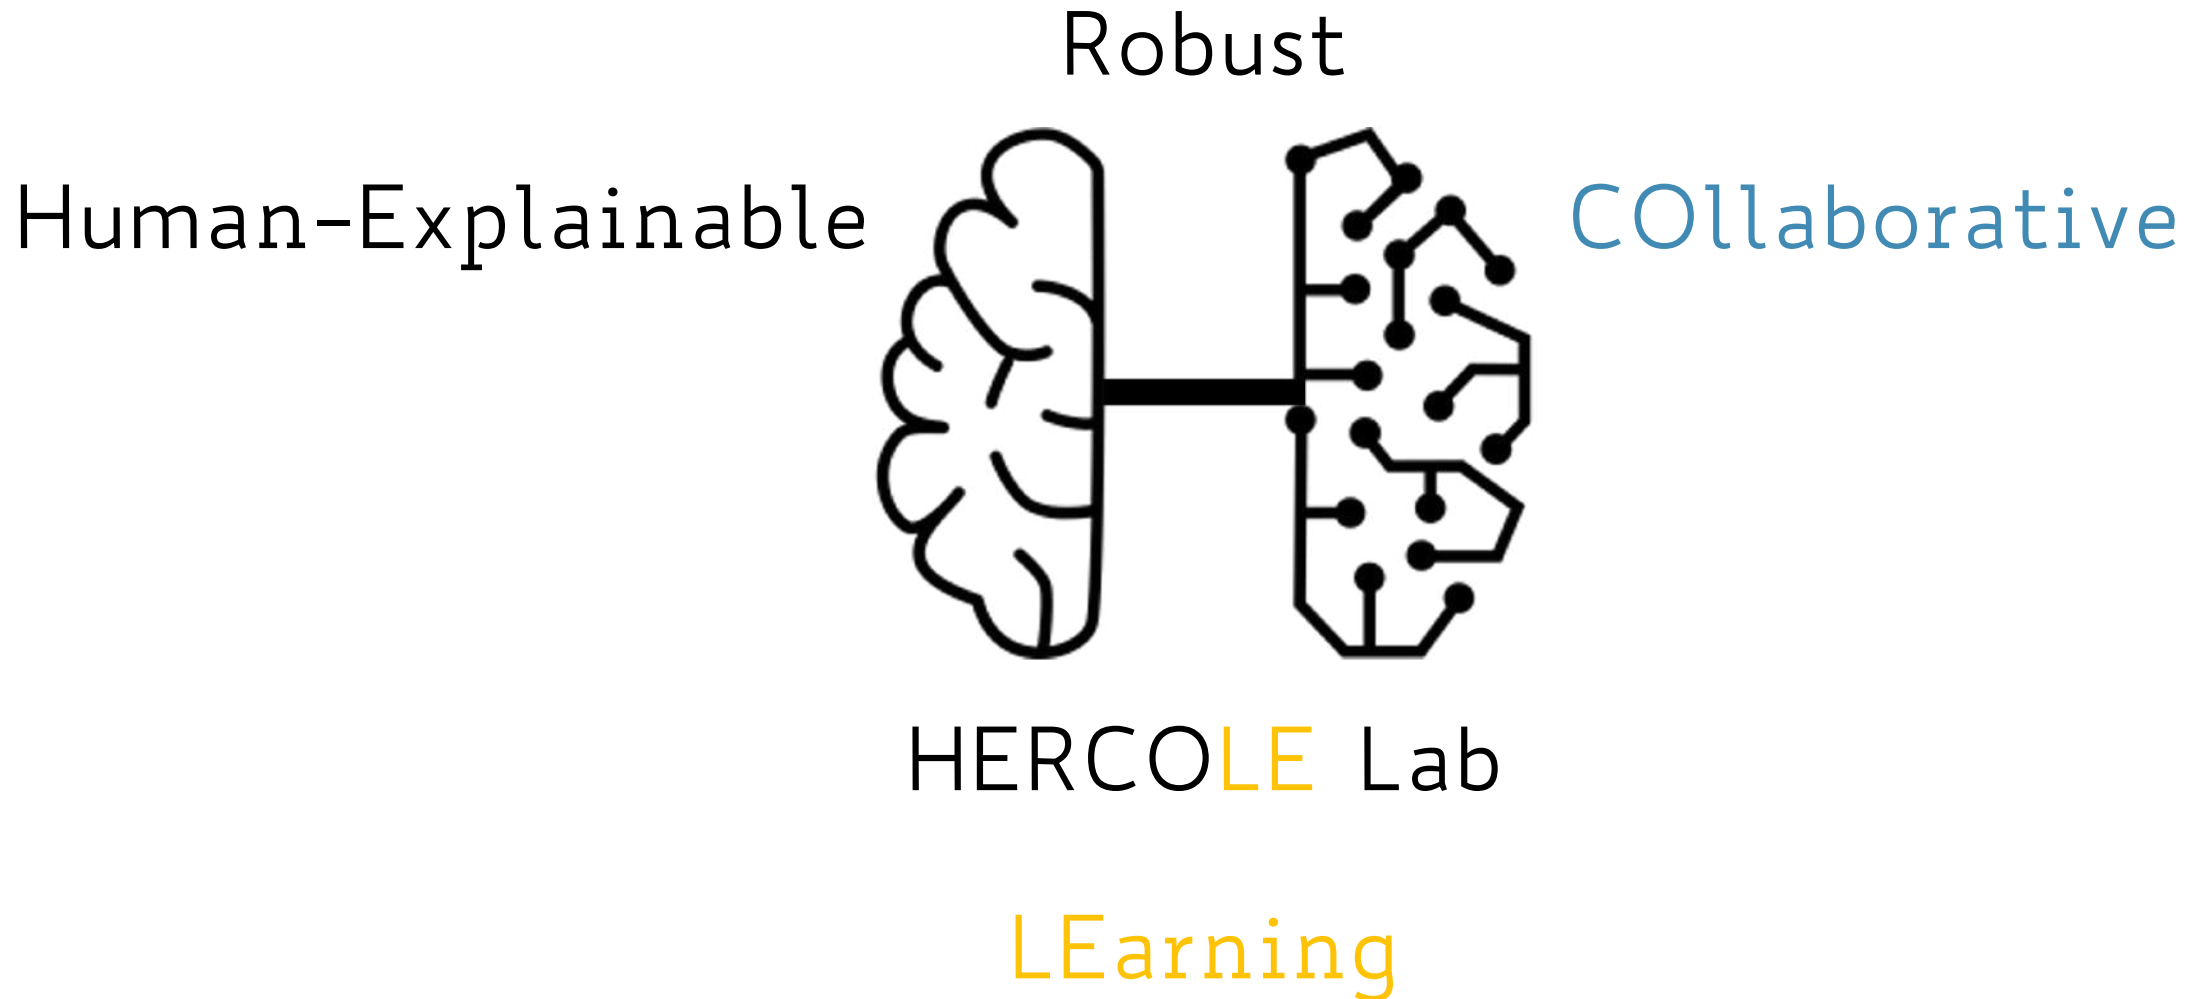 Robust
Human-Explainable
COllaborative
HERCOLE Lab
LEarning